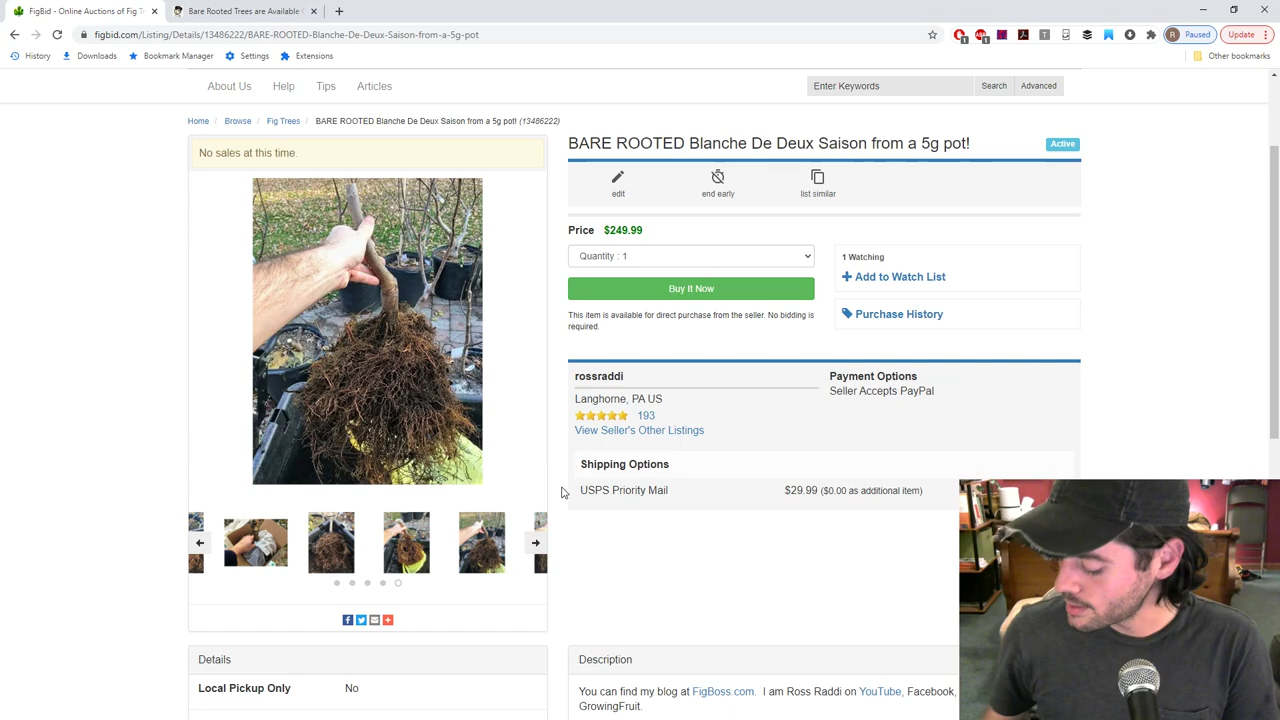 FigBid - Online Auctions of Fig T
Bare Rooted Trees are Available
figbid.com/Listing/Details/13486222/BARE-ROOTED-Blanche-De-Deux-Saison-from-a-5g-pot
R Paused
Update
History Downloads Bookmark Manager Settings Extensions
Other bookmarks
About Us Help Tips Articles
Enter Keywords Search Advanced
Home / Browse / Fig Trees / BARE ROOTED Blanche De Deux Saison from a 5g pot! (13486222)
No sales at this time.
BARE ROOTED Blanche De Deux Saison from a 5g pot!
Active
edit end early list similar
Price $249.99
Quantity : 1
Buy It Now
This item is available for direct purchase from the seller. No bidding is
required.
1 Watching
Add to Watch List
Purchase History
rossraddi
Langhorne, PA US
193
View Seller's Other Listings
Payment Options
Seller Accepts PayPal
Shipping Options
USPS Priority Mail $29.99 ($0.00 as additional item)
Details
Local Pickup Only No
Description
You can find my blog at FigBoss.com. I am Ross Raddi on YouTube, Facebook,
GrowingFruit.